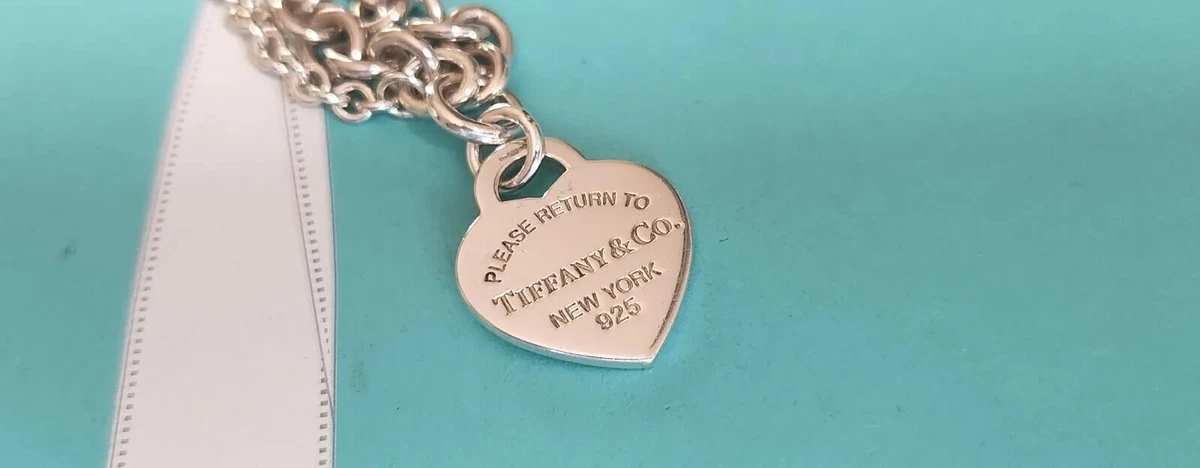 PLEASE RETURN TO
TIFFANY & CO.
NEW YORK
925